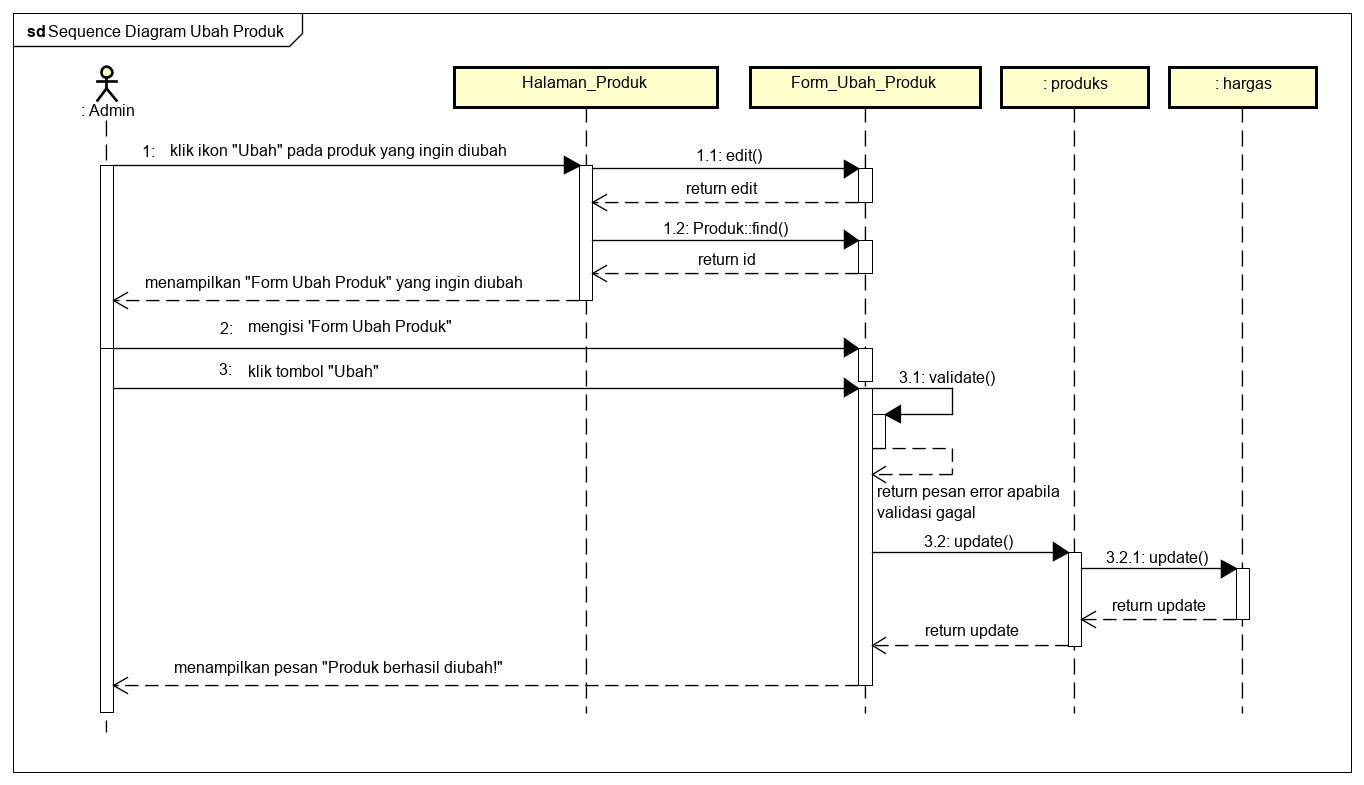 sd Sequence Diagram Ubah Produk
: Admin
Halaman_Produk
Form_Ubah_Produk
: produks
: hargas
1: klik ikon "Ubah" pada produk yang ingin diubah
1.1: edit()
return edit
1.2: Produk::find()
return id
menampilkan "Form Ubah Produk" yang ingin diubah
2: mengisi 'Form Ubah Produk"
3: klik tombol "Ubah"
3.1: validate()
return pesan error apabila
validasi gagal
3.2: update()
3.2.1: update()
return update
return update
menampilkan pesan "Produk berhasil diubah!"